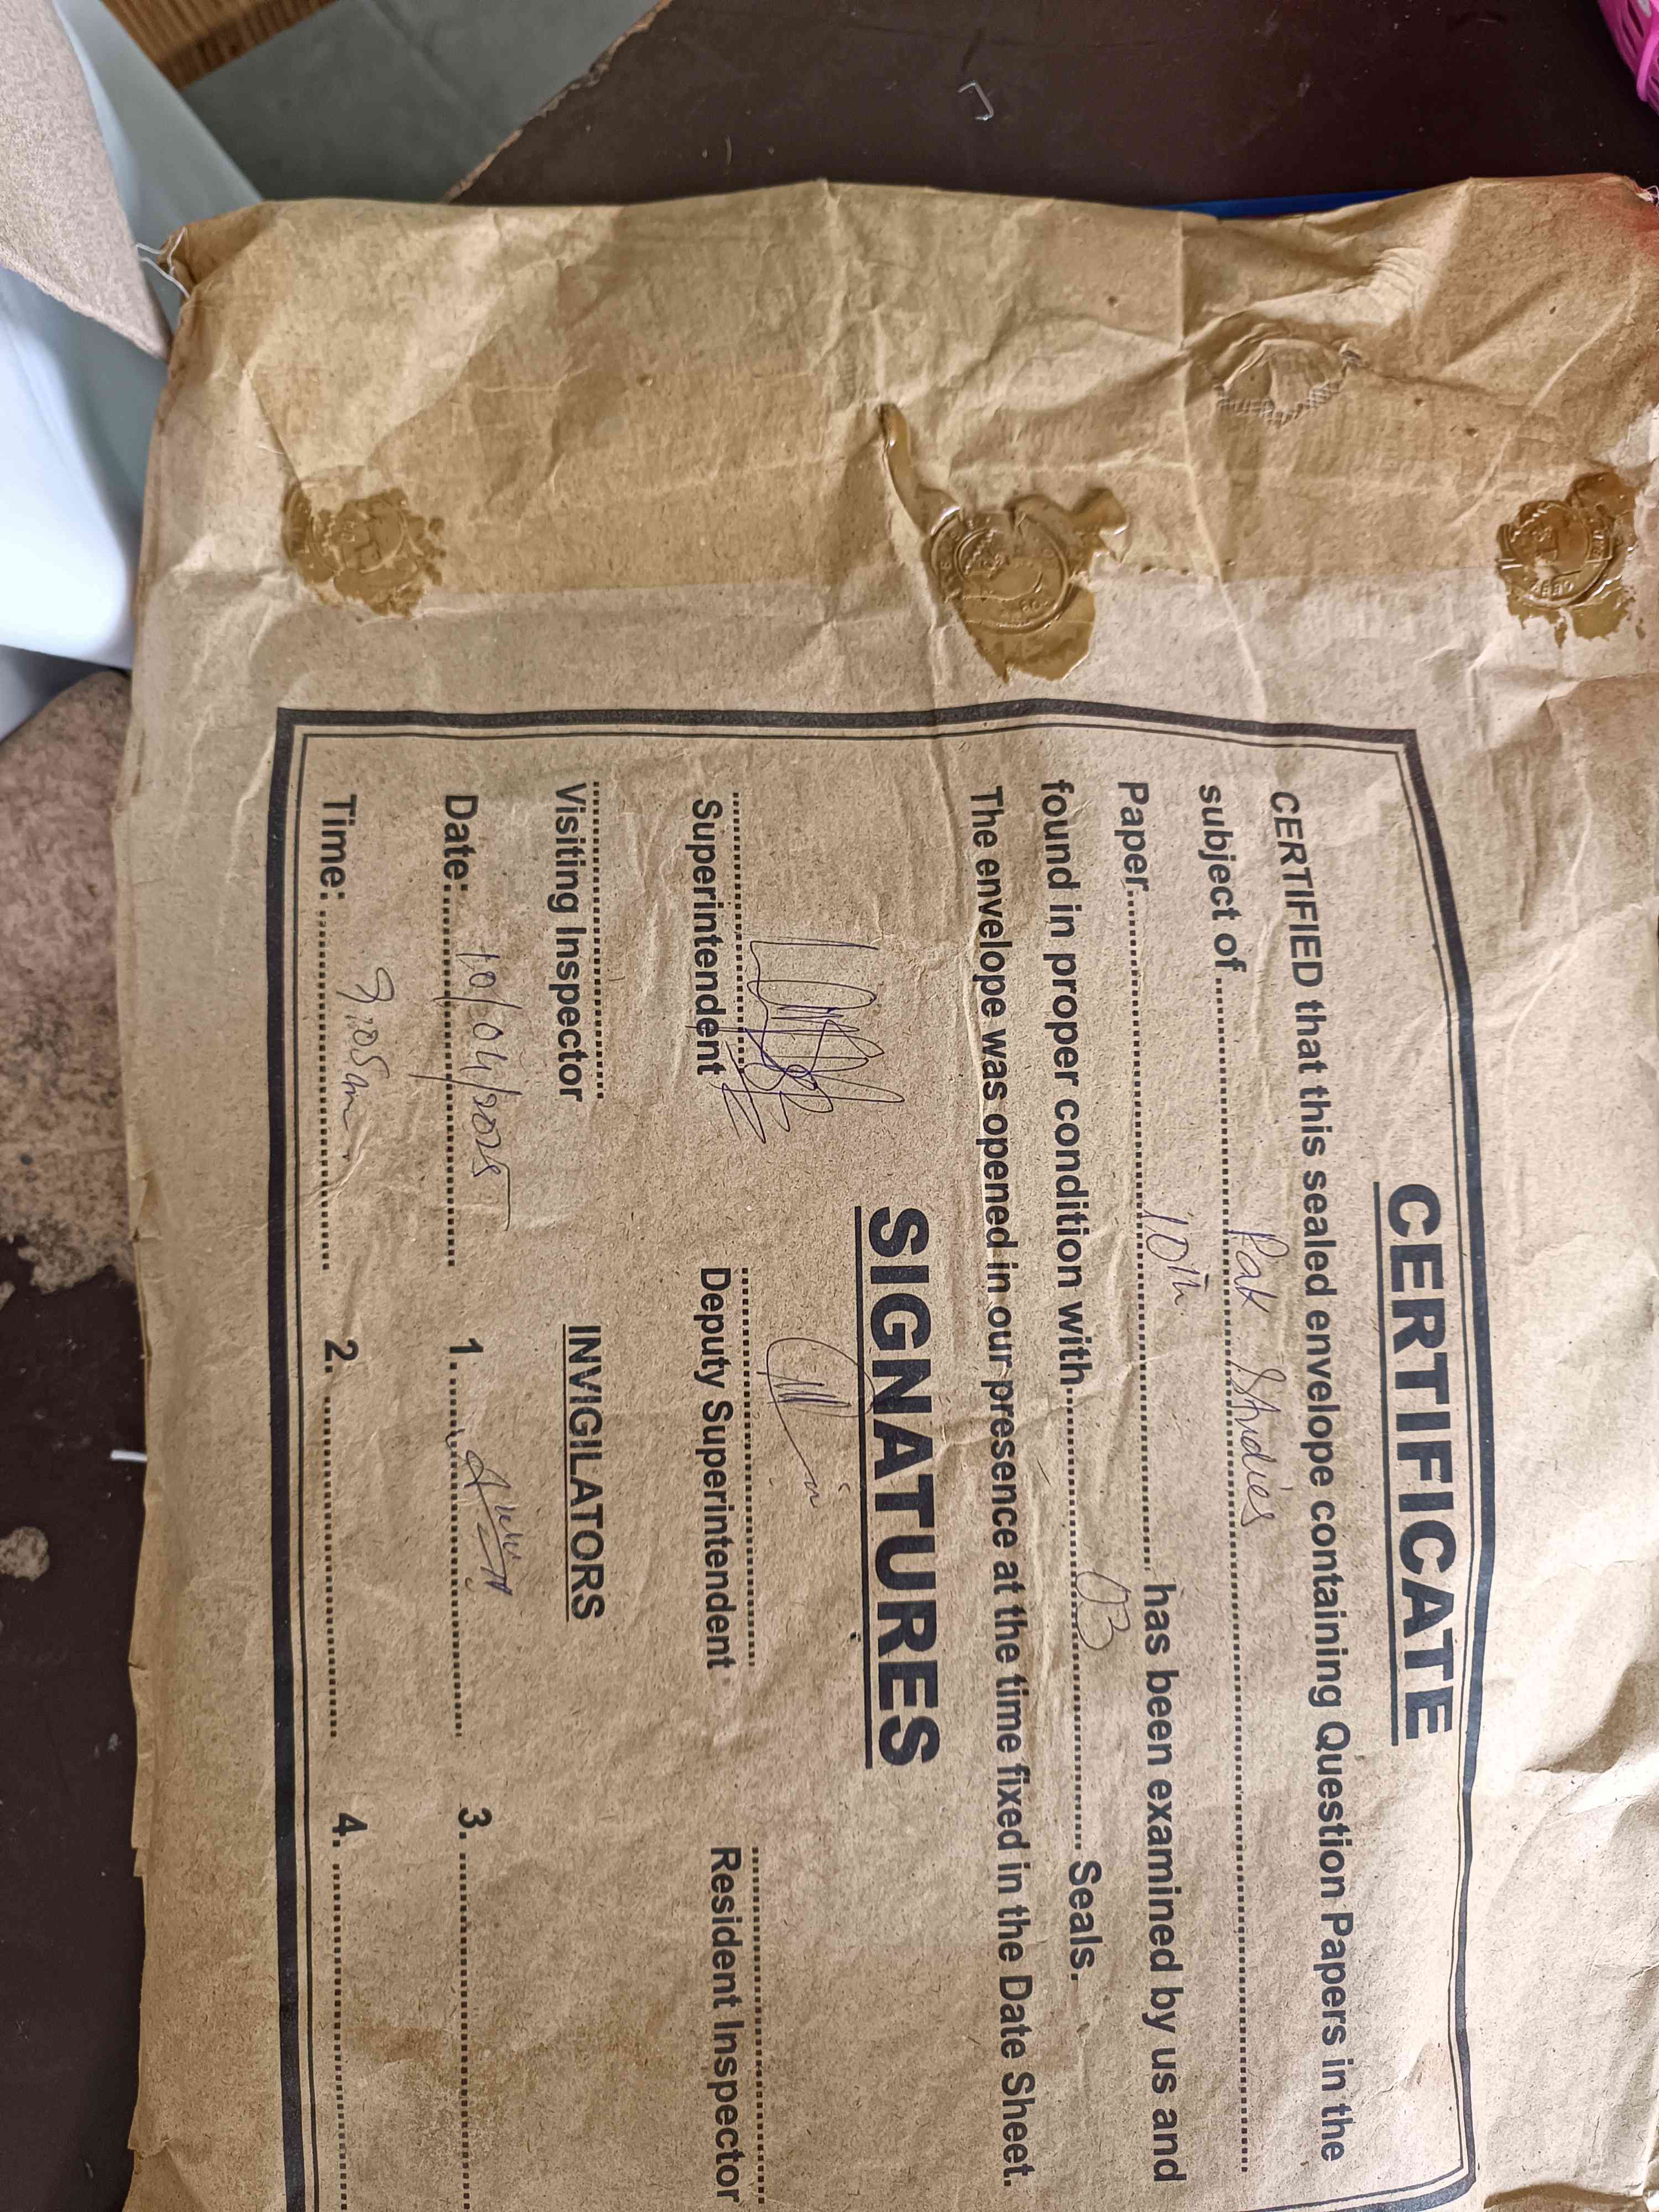 CERTIFICATE
CERTIFIED that this sealed envelope containing Question Papers in the
subject of Pak Studies
Paper 10th has been examined by us and
found in proper condition with 03 Seals.
The envelope was opened in our presence at the time fixed in the Date Sheet.
SIGNATURES
Superintendent Deputy Superintendent Resident Inspector
Visiting Inspector INVIGILATORS
Date: 10/04/2025 1. 3.
Time: 9:05am 2. 4.